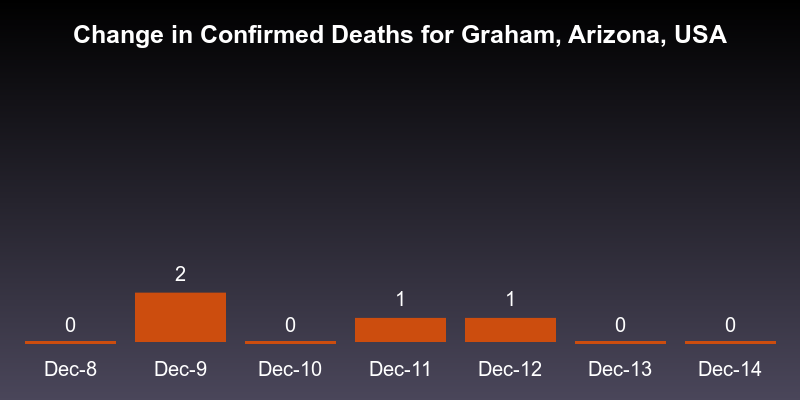 Change in Confirmed Deaths for Graham, Arizona, USA
0 2 0 1 1 0 0
Dec-8 Dec-9 Dec-10 Dec-11 Dec-12 Dec-13 Dec-14